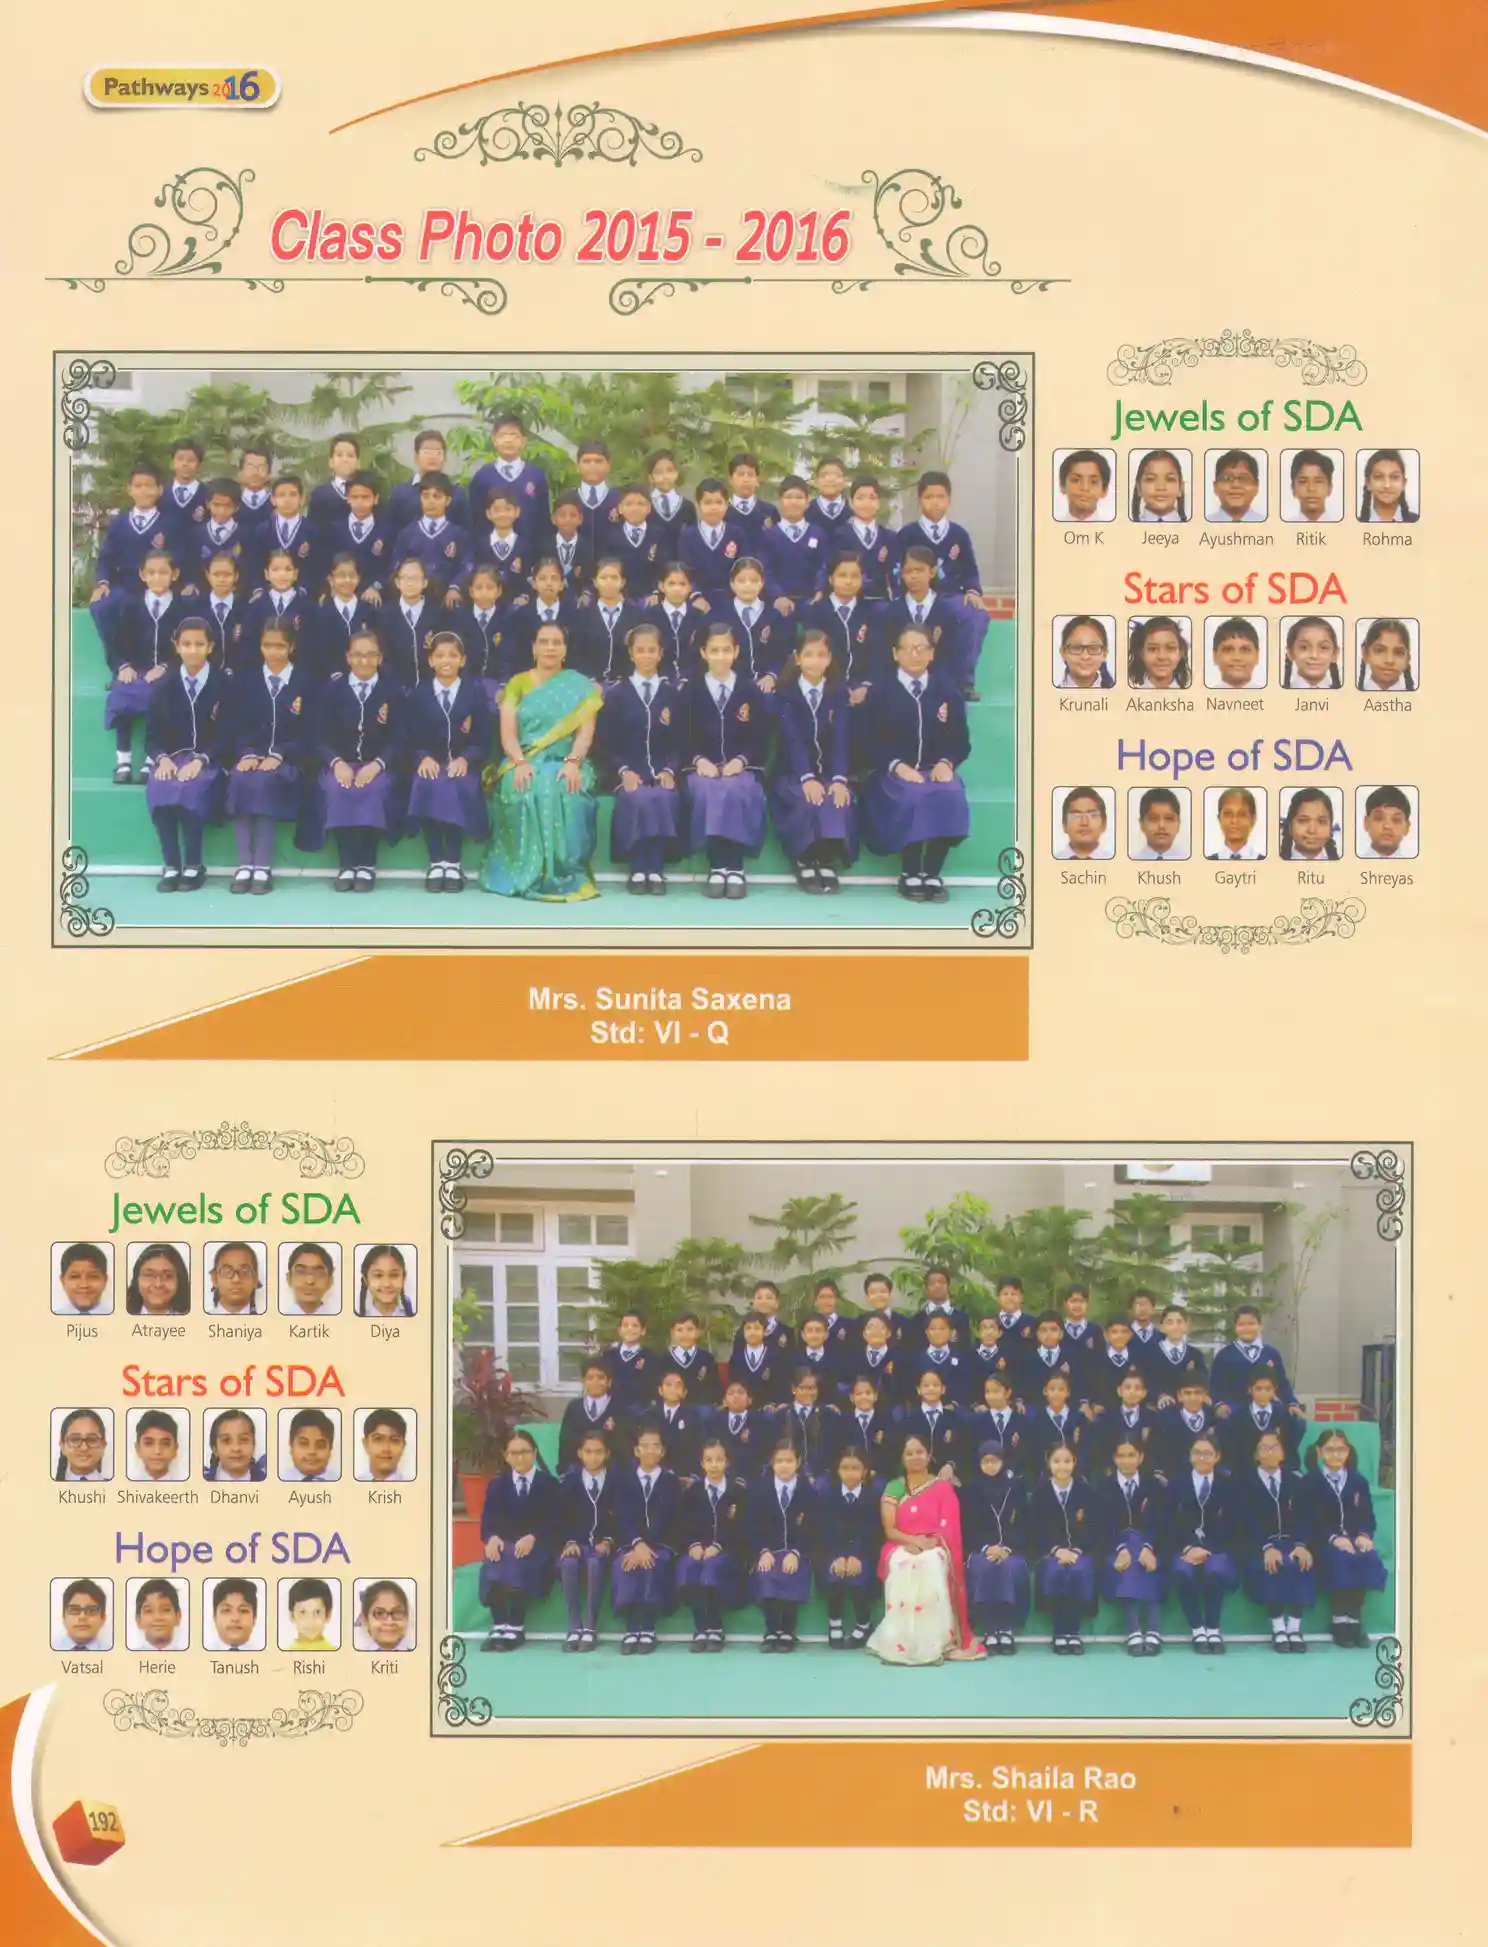 Pathways 2016
Class Photo 2015 - 2016
Jewels of SDA
Om K Jeeya Ayushman Ritik Rohma
Stars of SDA
Krunali Akanksha Navneet Janvi Aastha
Hope of SDA
Sachin Khush Gaytri Ritu Shreyas
Mrs. Sunita Saxena
Std: VI - Q
Jewels of SDA
Pijus Atrayee Shaniya Kartik Diya
Stars of SDA
Khushi Shivakeerth Dhanvi Ayush Krish
Hope of SDA
Vatsal Herie Tanush Rishi Kriti
Mrs. Shaila Rao
Std: VI - R
192